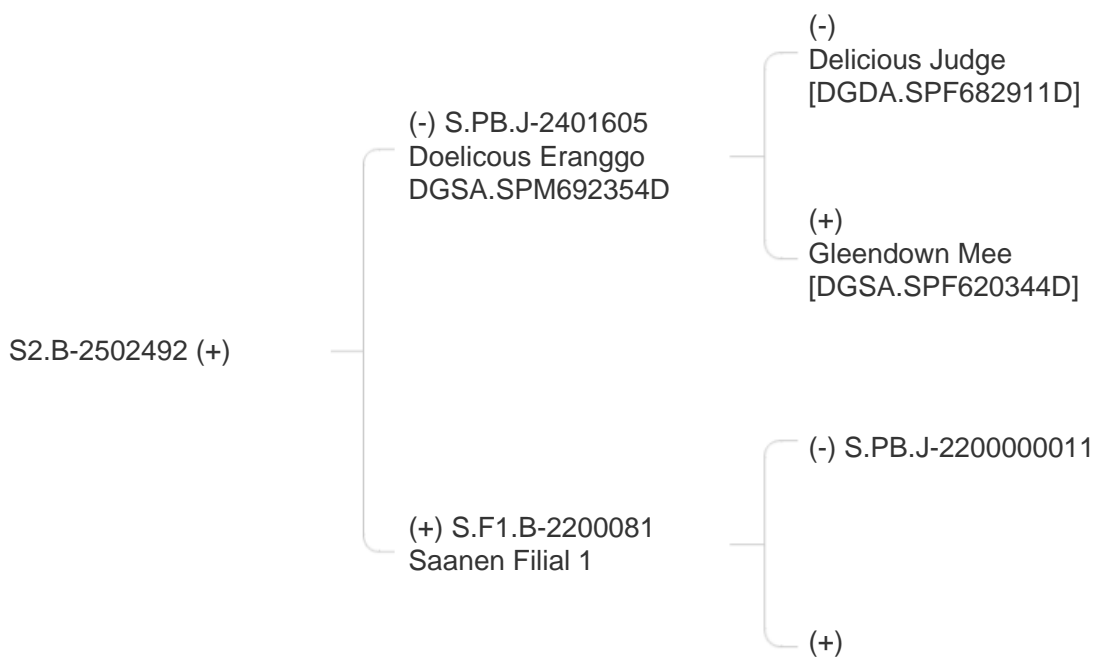 (-)
Delicious Judge
[DGDA.SPF682911D]
(-) S.PB.J-2401605
Doelicous Eranggo
DGSA.SPM692354D
(+)
Gleendown Mee
[DGSA.SPF620344D]
S2.B-2502492 (+)
(-) S.PB.J-2200000011
(+) S.F1.B-2200081
Saanen Filial 1
(+)